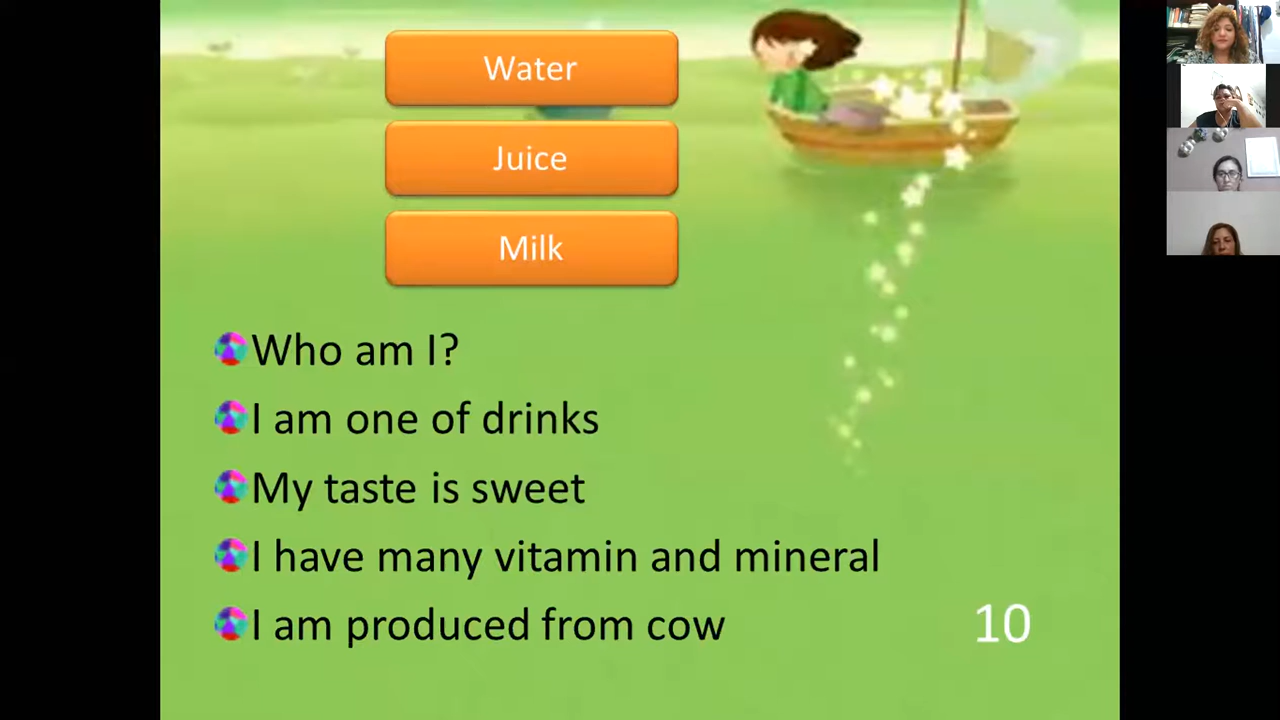 Water
Juice
Milk
Who am I?
I am one of drinks
My taste is sweet
I have many vitamin and mineral
I am produced from cow
10